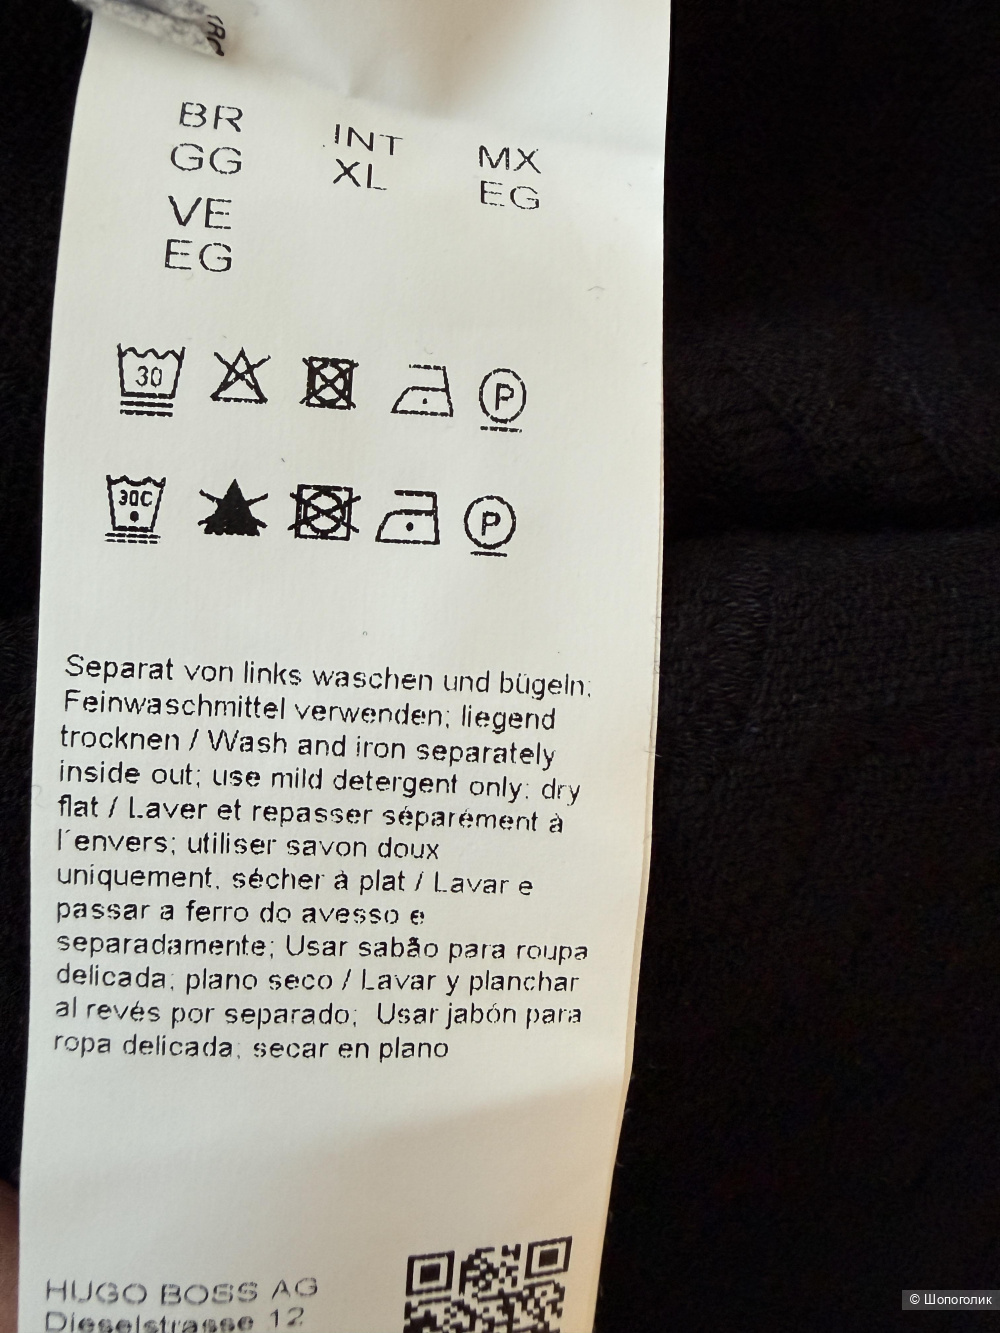 BR INT MX
GG XL EG
VE
EG
30 P
30C P
Separat von links waschen und bügeln;
Feinwaschmittel verwenden; liegend
trocknen / Wash and iron separately
inside out; use mild detergent only; dry
flat / Laver et repasser séparément à
l´envers; utiliser savon doux
uniquement, sécher à plat / Lavar e
passar a ferro do avesso e
separadamente; Usar sabão para roupa
delicada; plano seco / Lavar y planchar
al revés por separado; Usar jabón para
ropa delicada; secar en plano
HUGO BOSS AG
Dieselstrasse 12
© Шопоголик